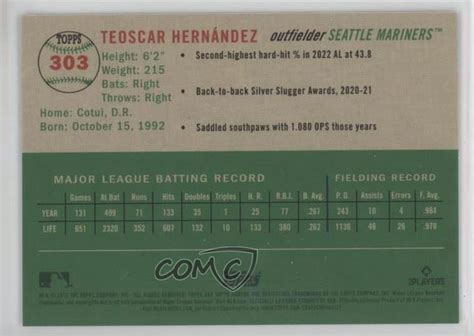 TOPPS
303
TEOSCAR HERNÁNDEZ outfielder SEATTLE MARINERS™
Height: 6'2"
Weight: 215
Bats: Right
Throws: Right
Home: Cotui, D.R.
Born: October 15, 1992
• Second-highest hard-hit % in 2022 AL at 43.8
• Back-to-back Silver Slugger Awards, 2020-21
• Saddled southpaws with 1.080 OPS those years
MAJOR LEAGUE BATTING RECORD FIELDING RECORD
Games At Bat Runs Hits Doubles Triples H. R. R.B.I. B. Avg. P. O. Assists Errors F. Avg.
YEAR 131 499 71 133 35 1 25 77 .267 243 10 4 .984
LIFE 651 2320 352 607 132 10 133 380 .262 1136 46 26 .978
COMC
PLAYERS